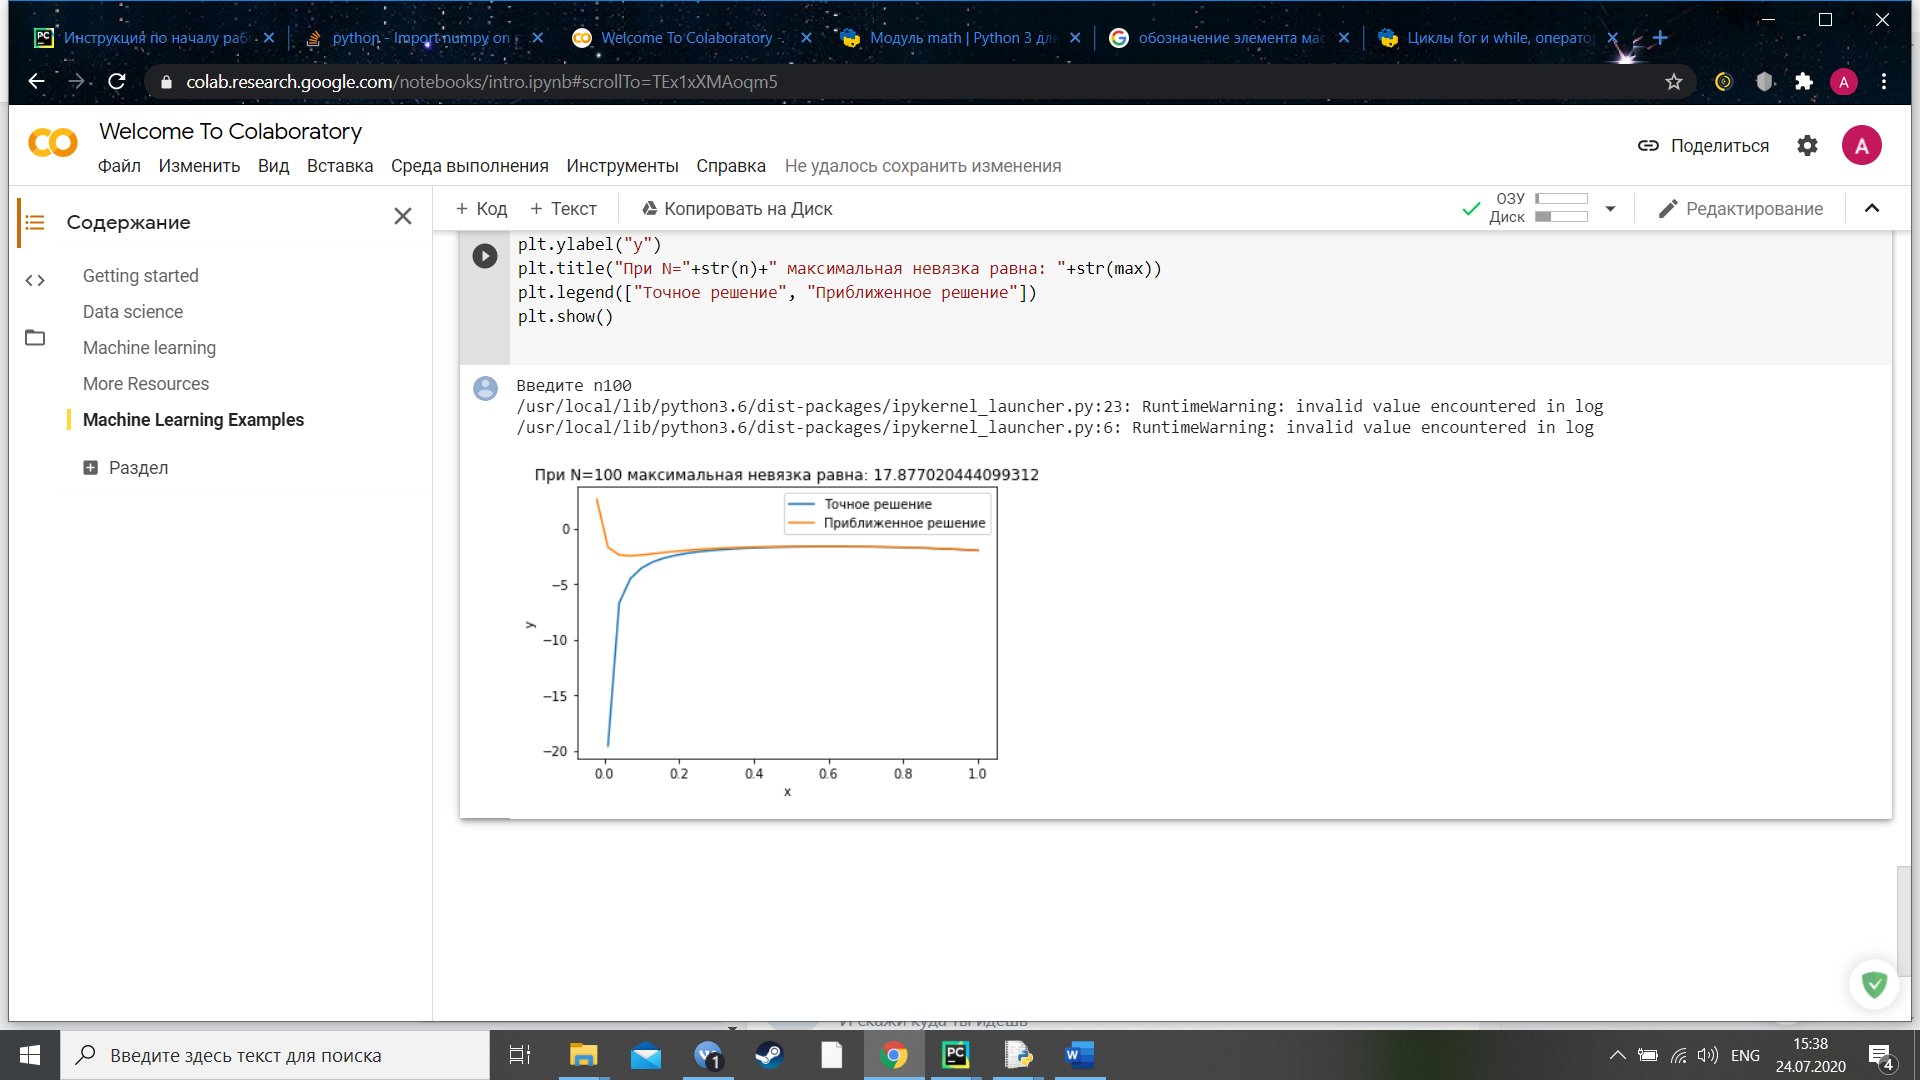 Инструкция по началу раб
python - Import numpy on
Welcome To Colaboratory -
Модуль math | Python 3 для
обозначение элемента мас
Циклы for и while, операто
colab.research.google.com/notebooks/intro.ipynb#scrollTo=TEx1xXMAoqm5
A
Welcome To Colaboratory
Поделиться
A
Файл Изменить Вид Вставка Среда выполнения Инструменты Справка Не удалось сохранить изменения
Содержание
+ Код + Текст Копировать на Диск
ОЗУ
Диск
Редактирование
Getting started
Data science
Machine learning
More Resources
Machine Learning Examples
Раздел
plt.ylabel("y")
plt.title("При N="+str(n)+" максимальная невязка равна: "+str(max))
plt.legend(["Точное решение", "Приближенное решение"])
plt.show()
Введите n100
/usr/local/lib/python3.6/dist-packages/ipykernel_launcher.py:23: RuntimeWarning: invalid value encountered in log
/usr/local/lib/python3.6/dist-packages/ipykernel_launcher.py:6: RuntimeWarning: invalid value encountered in log
При N=100 максимальная невязка равна: 17.877020444099312
Точное решение
Приближенное решение
0
−5
−10
−15
−20
y
0.0 0.2 0.4 0.6 0.8 1.0
x
И скажи куда ты идешь
Введите здесь текст для поиска
1
PC
W
ENG
15:38
24.07.2020
4